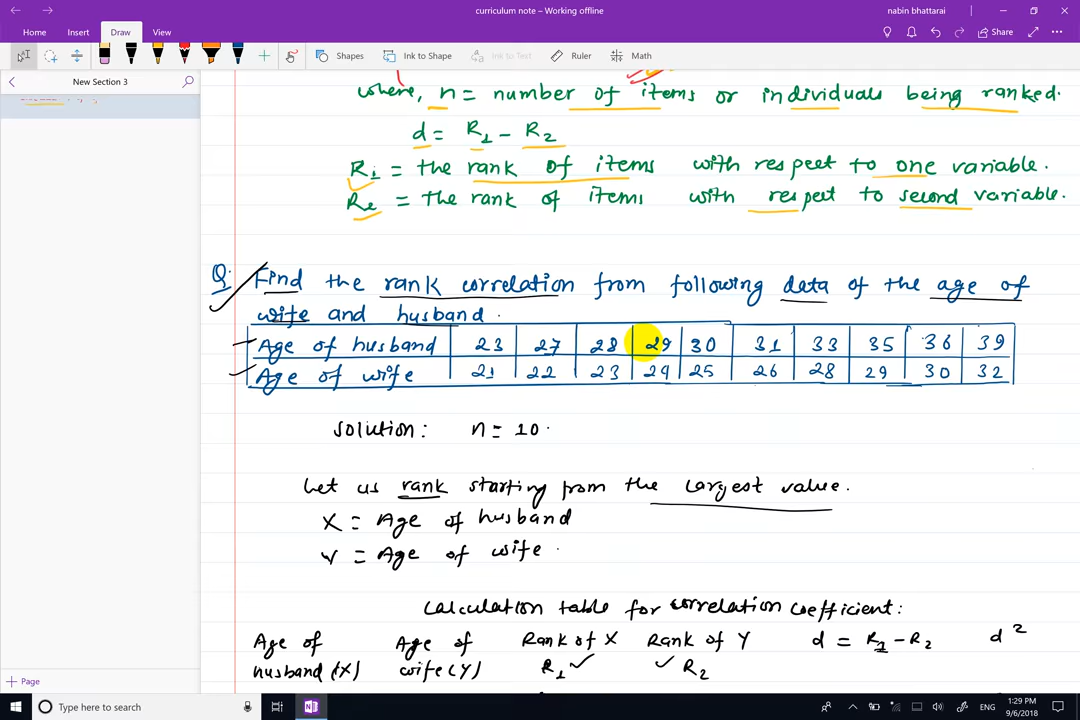 curriculum note – Working offline
nabin bhattarai
Home Insert Draw View
Share
Shapes Ink to Shape Ink to Text Ruler Math
New Section 3
where, n = number of items or individuals being ranked.
d = R1 - R2
R1 = the rank of items with respect to one variable.
R2 = the rank of items with respect to second variable.
Q. Find the rank correlation from following data of the age of
wife and husband.
Age of husband 23 27 28 29 30 31 33 35 36 39
Age of wife 21 22 23 24 25 26 28 29 30 32
Solution: n = 10.
Let us rank starting from the largest value.
X = Age of husband
Y = Age of wife.
Calculation table for correlation coefficient:
Age of Age of Rank of X Rank of Y d = R1 - R2 d²
husband (X) wife (Y) R1 R2
Page
Type here to search
1:29 PM
9/6/2018